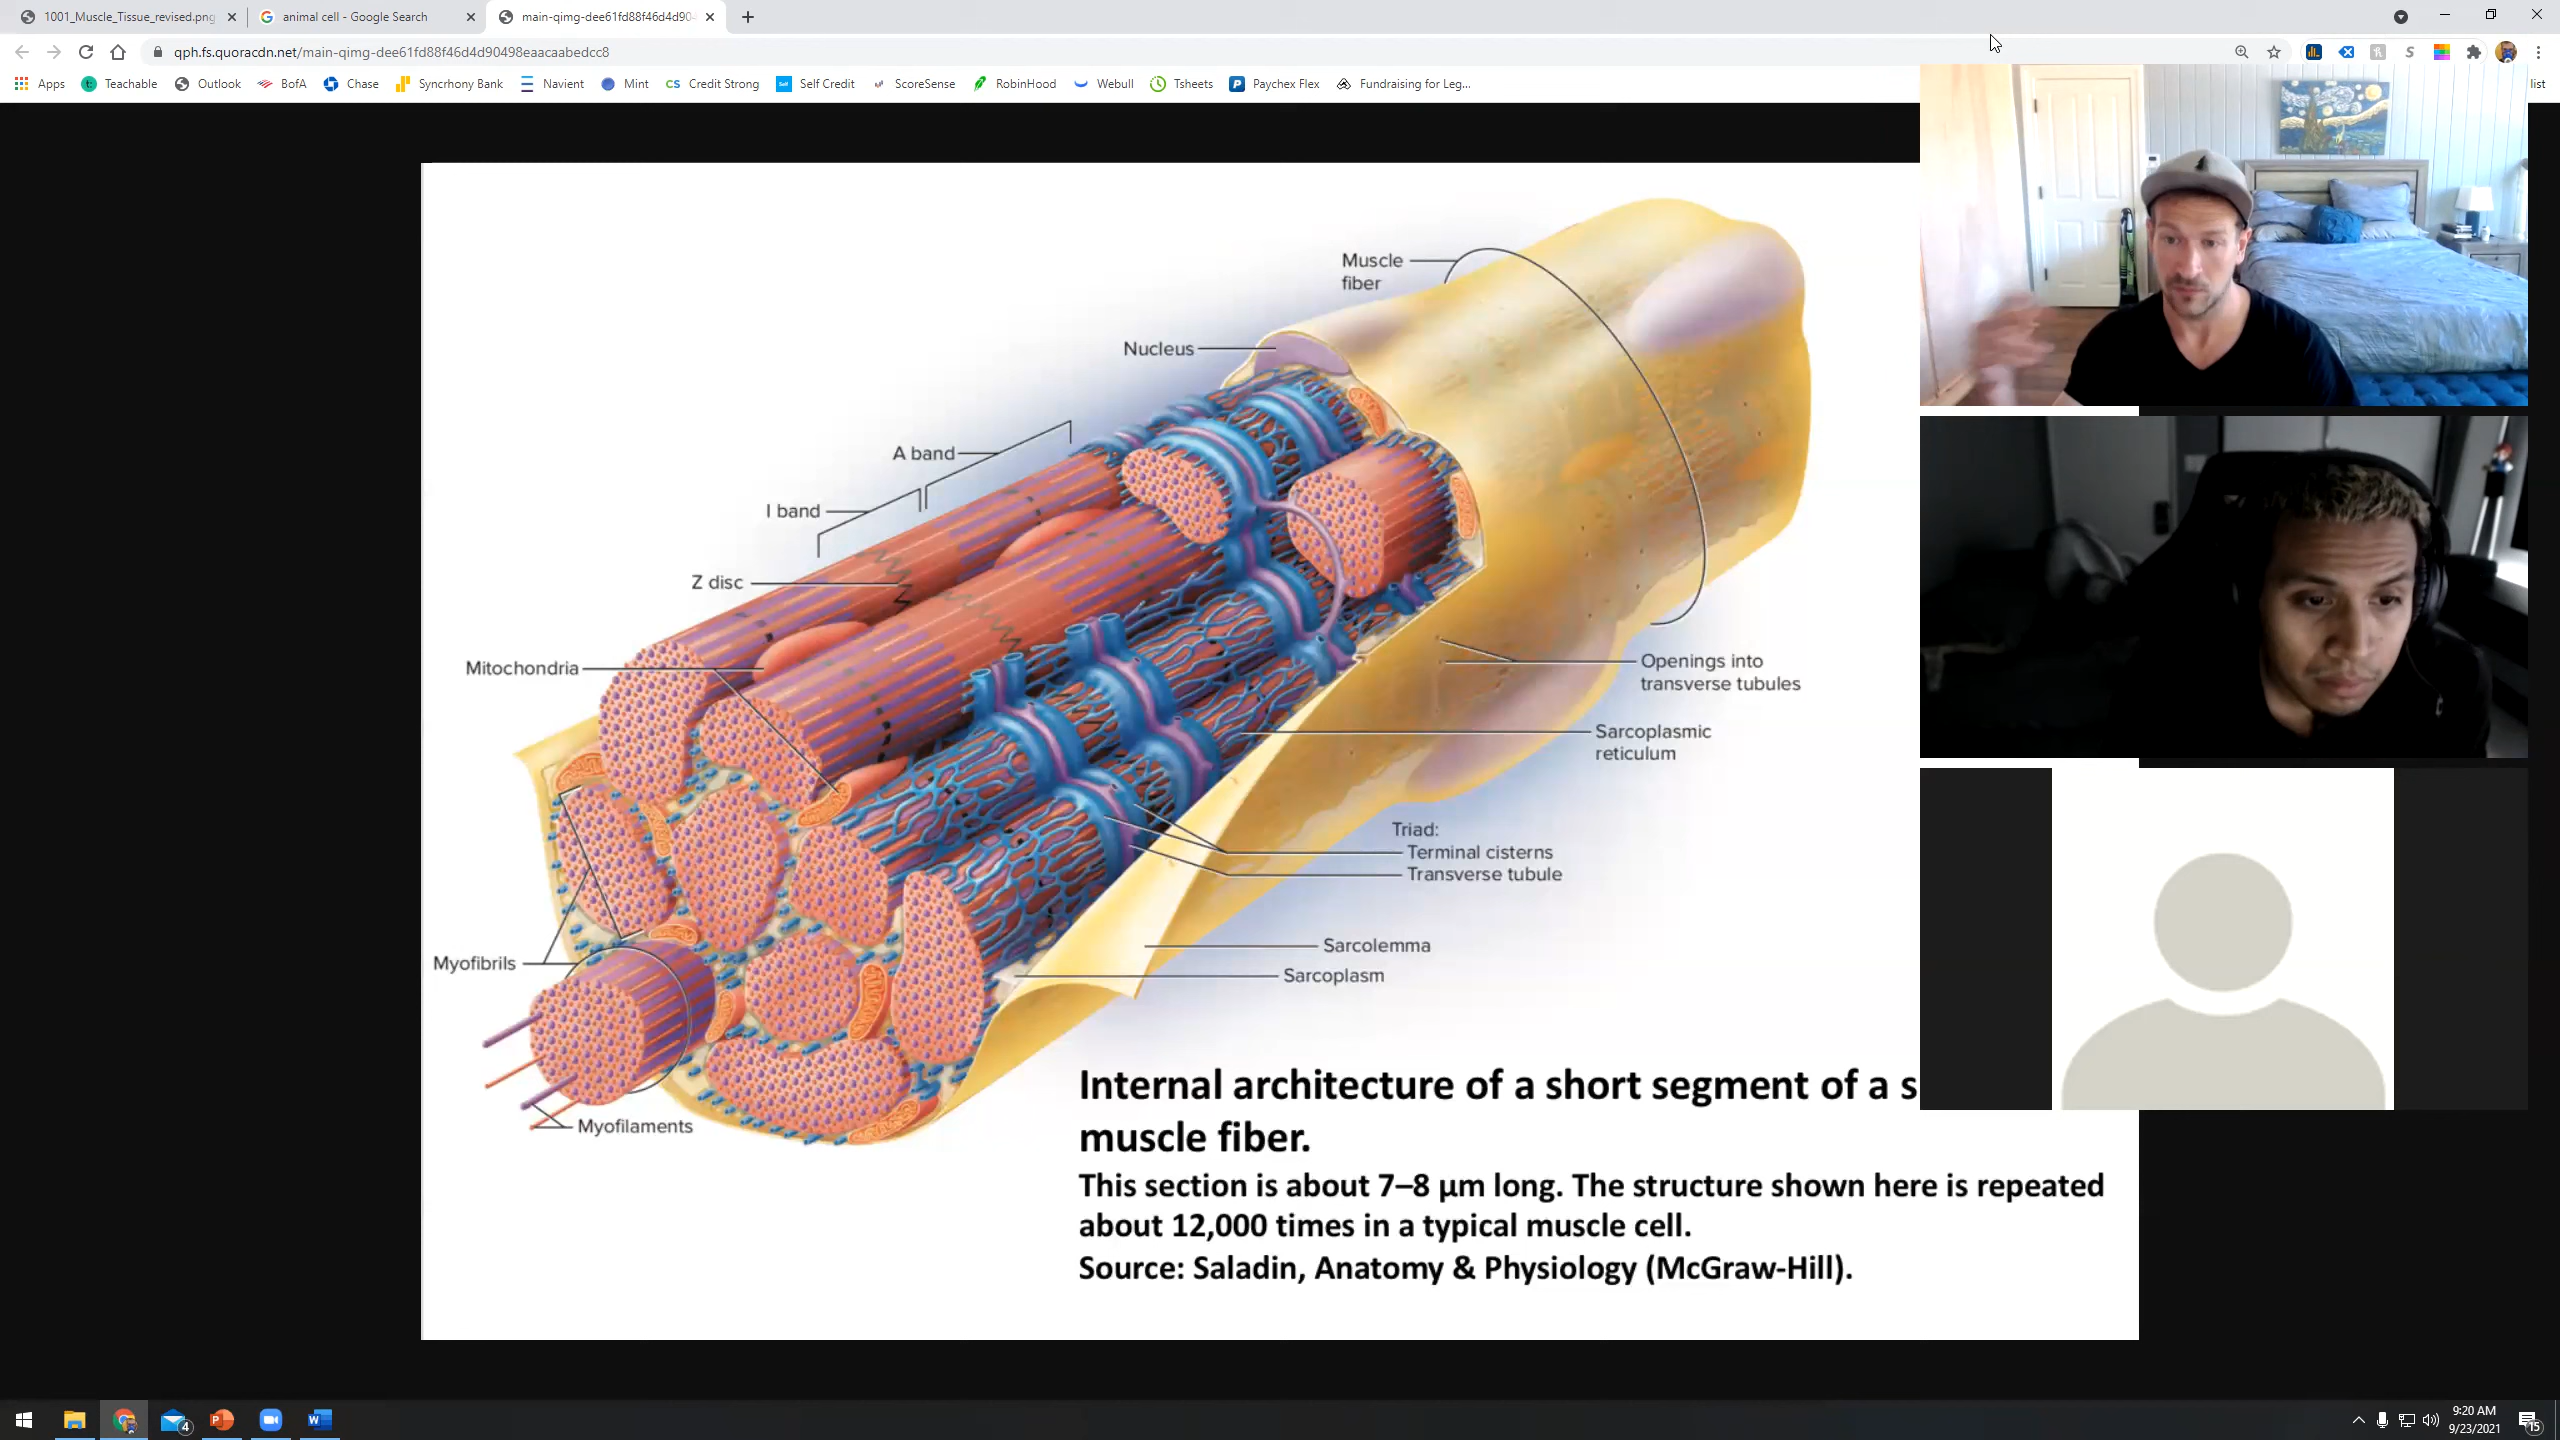 1001_Muscle_Tissue_revised.png
animal cell - Google Search
main-qimg-dee61fd88f46d4d90
qph.fs.quoracdn.net/main-qimg-dee61fd88f46d4d90498eaacaabedcc8
Apps Teachable Outlook BofA Chase Syncrhony Bank Navient Mint CS Credit Strong Self Self Credit ScoreSense RobinHood Webull Tsheets Paychex Flex Fundraising for Leg... list
Muscle
fiber
Nucleus
A band
I band
Z disc
Mitochondria
Openings into
transverse tubules
Sarcoplasmic
reticulum
Triad:
Terminal cisterns
Transverse tubule
Sarcolemma
Myofibrils
Sarcoplasm
Myofilaments
Internal architecture of a short segment of a s
muscle fiber.
This section is about 7–8 µm long. The structure shown here is repeated
about 12,000 times in a typical muscle cell.
Source: Saladin, Anatomy & Physiology (McGraw-Hill).
4
9:20 AM
9/23/2021
15